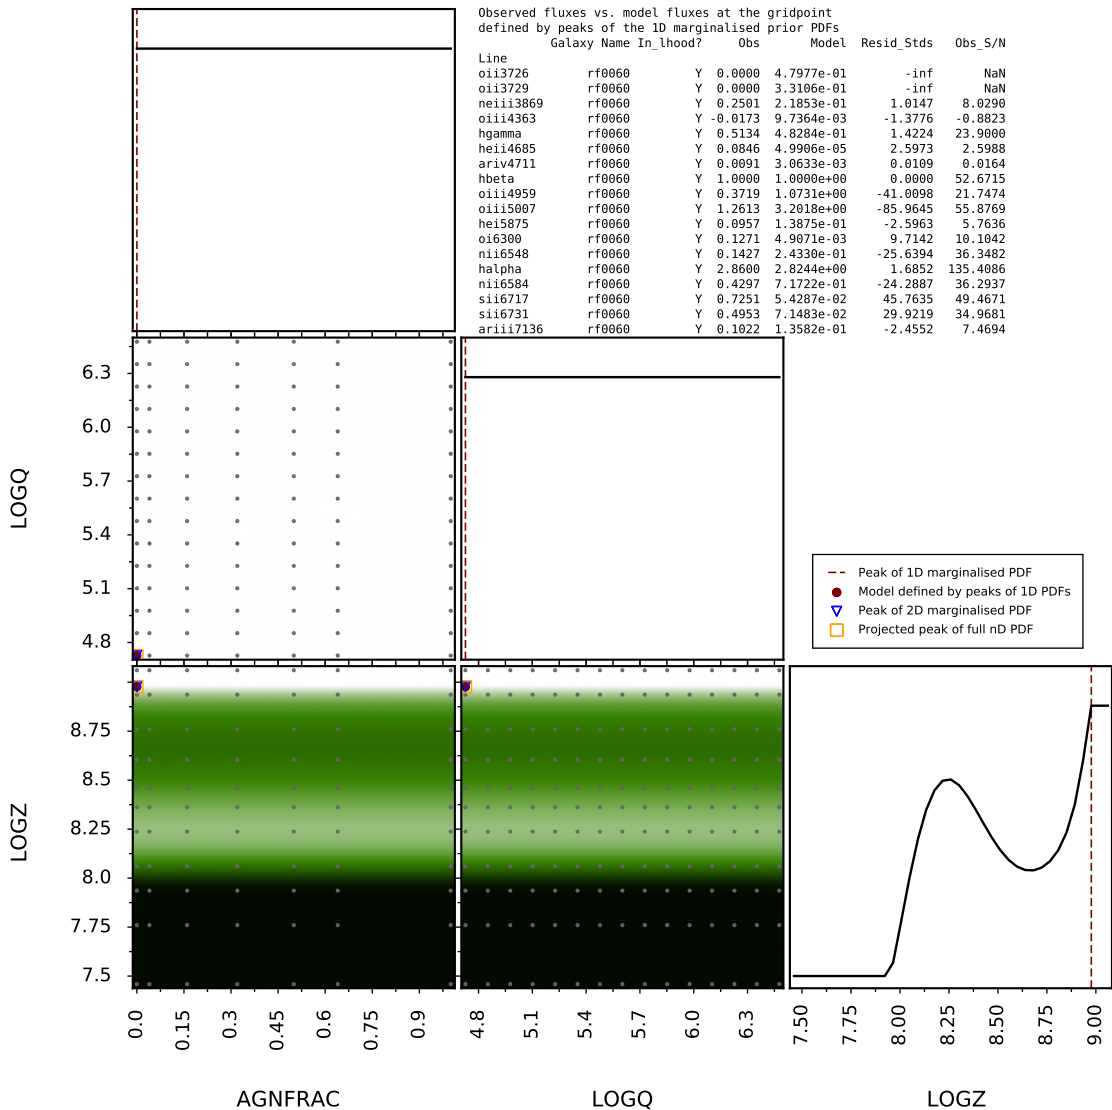 Observed fluxes vs. model fluxes at the gridpoint
defined by peaks of the 1D marginalised prior PDFs
Galaxy Name In_lhood? Obs Model Resid_Stds Obs_S/N
Line
oii3726 rf0060 Y 0.0000 4.7977e-01 -inf NaN
oii3729 rf0060 Y 0.0000 3.3106e-01 -inf NaN
neiii3869 rf0060 Y 0.2501 2.1853e-01 1.0147 8.0290
oiii4363 rf0060 Y -0.0173 9.7364e-03 -1.3776 -0.8823
hgamma rf0060 Y 0.5134 4.8284e-01 1.4224 23.9000
heii4685 rf0060 Y 0.0846 4.9906e-05 2.5973 2.5988
ariv4711 rf0060 Y 0.0091 3.0633e-03 0.0109 0.0164
hbeta rf0060 Y 1.0000 1.0000e+00 0.0000 52.6715
oiii4959 rf0060 Y 0.3719 1.0731e+00 -41.0098 21.7474
oiii5007 rf0060 Y 1.2613 3.2018e+00 -85.9645 55.8769
hei5875 rf0060 Y 0.0957 1.3875e-01 -2.5963 5.7636
oi6300 rf0060 Y 0.1271 4.9071e-03 9.7142 10.1042
nii6548 rf0060 Y 0.1427 2.4330e-01 -25.6394 36.3482
halpha rf0060 Y 2.8600 2.8244e+00 1.6852 135.4086
nii6584 rf0060 Y 0.4297 7.1722e-01 -24.2887 36.2937
sii6717 rf0060 Y 0.7251 5.4287e-02 45.7635 49.4671
sii6731 rf0060 Y 0.4953 7.1483e-02 29.9219 34.9681
ariii7136 rf0060 Y 0.1022 1.3582e-01 -2.4552 7.4694
LOGQ
6.3
6.0
5.7
5.4
5.1
4.8
Peak of 1D marginalised PDF
Model defined by peaks of 1D PDFs
Peak of 2D marginalised PDF
Projected peak of full nD PDF
LOGZ
8.75
8.5
8.25
8.0
7.75
7.5
0.0 0.15 0.3 0.45 0.6 0.75 0.9
4.8 5.1 5.4 5.7 6.0 6.3
7.50 7.75 8.00 8.25 8.50 8.75 9.00
AGNFRAC
LOGQ
LOGZ